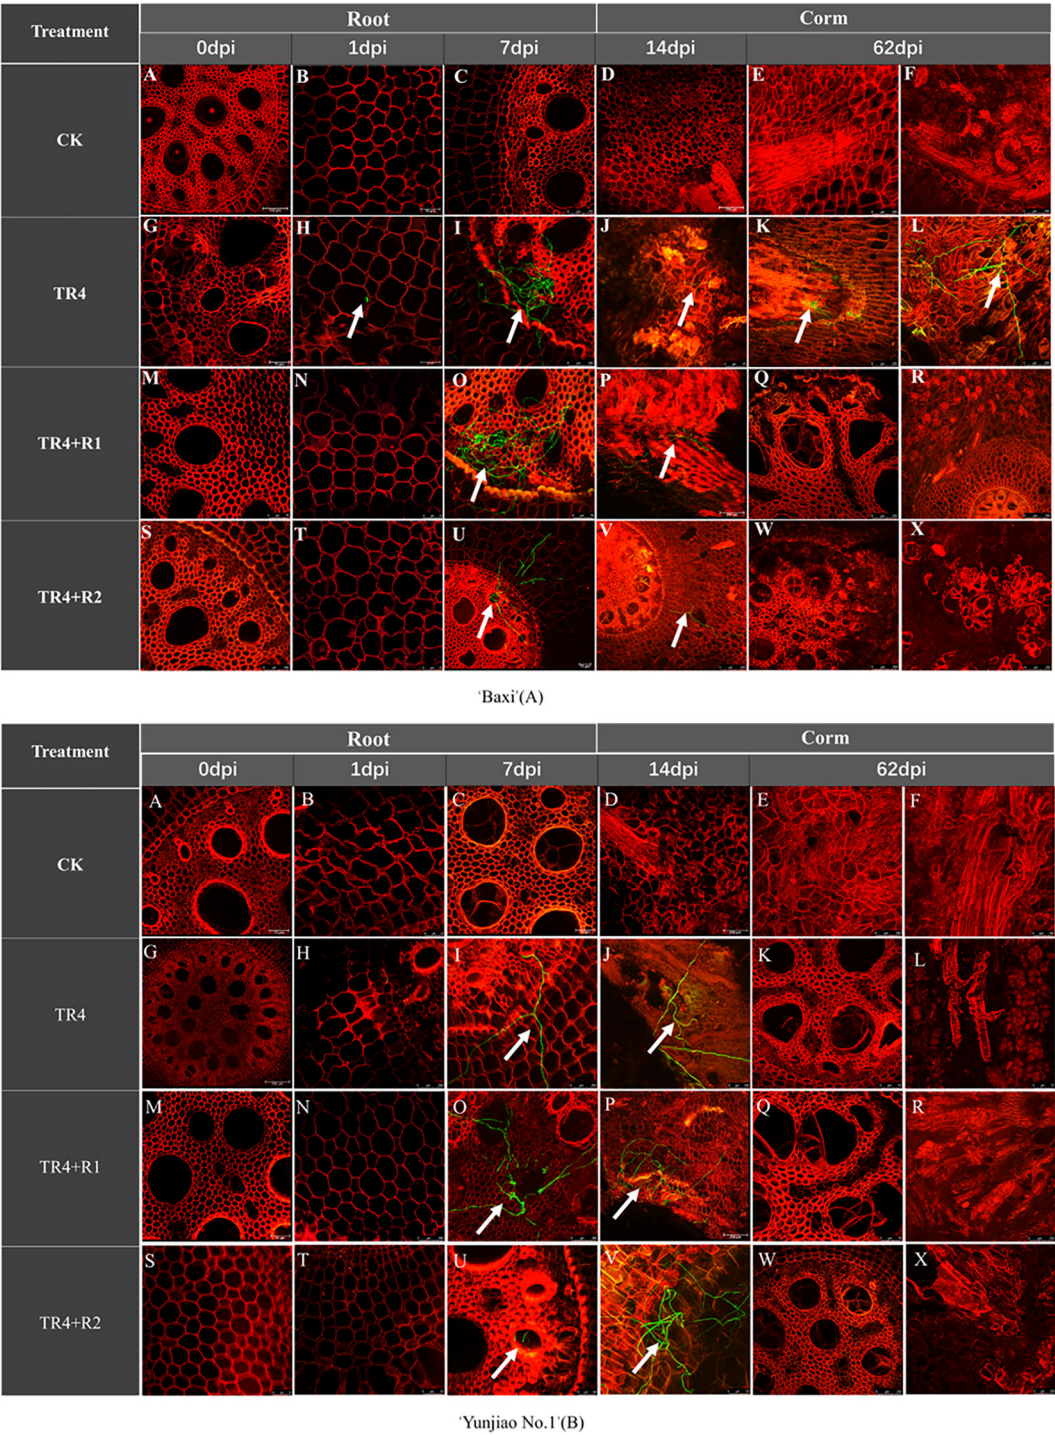 Treatment Root Corm
0dpi 1dpi 7dpi 14dpi 62dpi
CK A B C D E F
TR4 G H I J K L
TR4+R1 M N O P Q R
TR4+R2 S T U V W X
'Baxi'(A)
Treatment Root Corm
0dpi 1dpi 7dpi 14dpi 62dpi
CK A B C D E F
TR4 G H I J K L
TR4+R1 M N O P Q R
TR4+R2 S T U V W X
'Yunjiao No.1'(B)